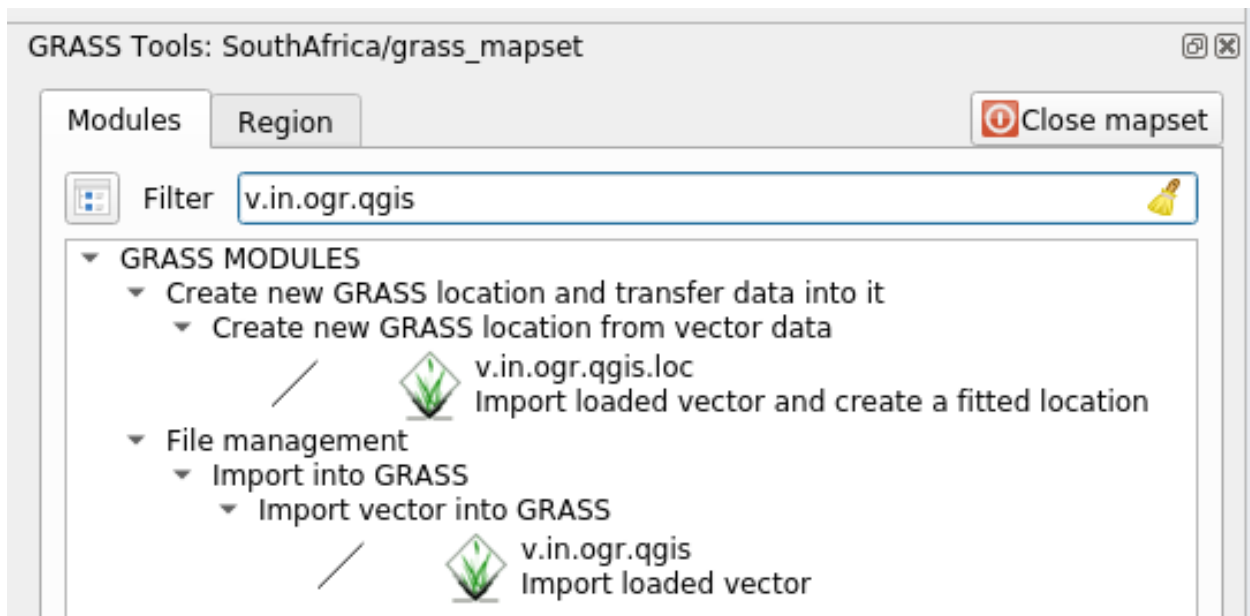 GRASS Tools: SouthAfrica/grass_mapset
Modules
Region
Close mapset
Filter
v.in.ogr.qgis
GRASS MODULES
Create new GRASS location and transfer data into it
Create new GRASS location from vector data
v.in.ogr.qgis.loc
Import loaded vector and create a fitted location
File management
Import into GRASS
Import vector into GRASS
v.in.ogr.qgis
Import loaded vector